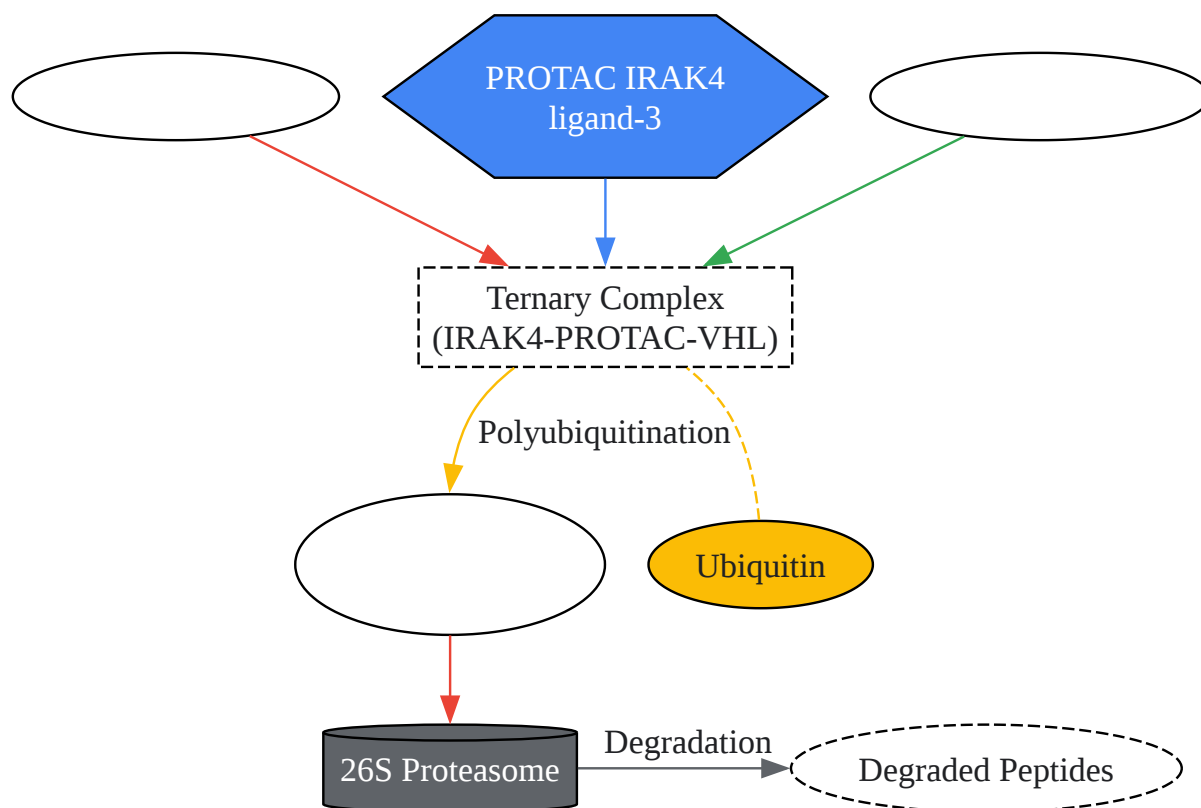 PROTAC IRAK4
ligand-3
Ternary Complex
(IRAK4-PROTAC-VHL)
Polyubiquitination
Ubiquitin
26S Proteasome
Degradation
Degraded Peptides